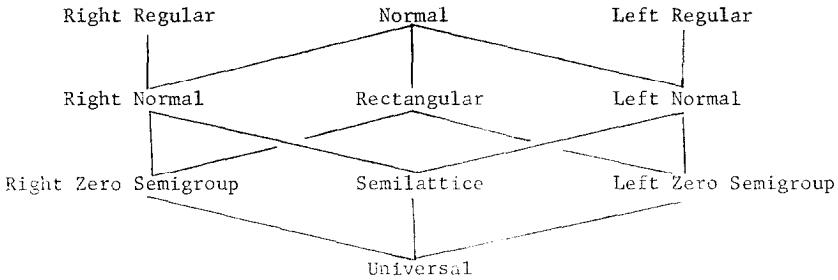 Right Regular Normal Left Regular
Right Normal Rectangular Left Normal
Right Zero Semigroup Semilattice Left Zero Semigroup
Universal